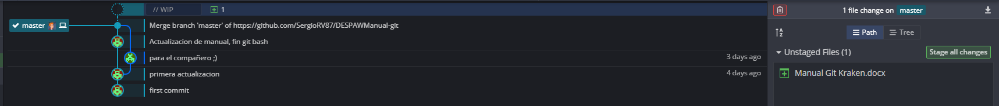 // WIP 1
master
Merge branch 'master' of https://github.com/SergioRV87/DESPAWManual-git
Actualizacion de manual, fin git bash
para el compañero ;) 3 days ago
primera actualizacion 4 days ago
first commit
1 file change on master
A Z
Path Tree
Unstaged Files (1) Stage all changes
Manual Git Kraken.docx